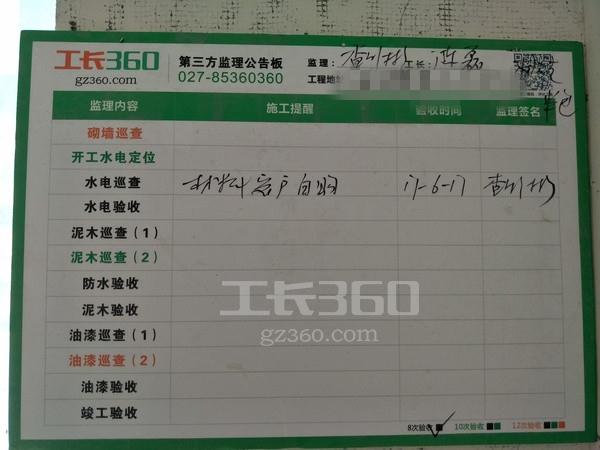 工长360 第三方监理公告板 监理: 工长: 连磊
gz360.com 027-85360360 工程地址
监理内容 施工提醒 验收时间 监理签名
砌墙巡查
开工水电定位
水电巡查 材料客户自购 17-6-17
水电验收
泥木巡查(1)
泥木巡查(2)
防水验收
泥木验收
油漆巡查(1)
油漆巡查(2)
油漆验收
竣工验收
工长360
gz360.com
8次验收 10次验收 12次验收